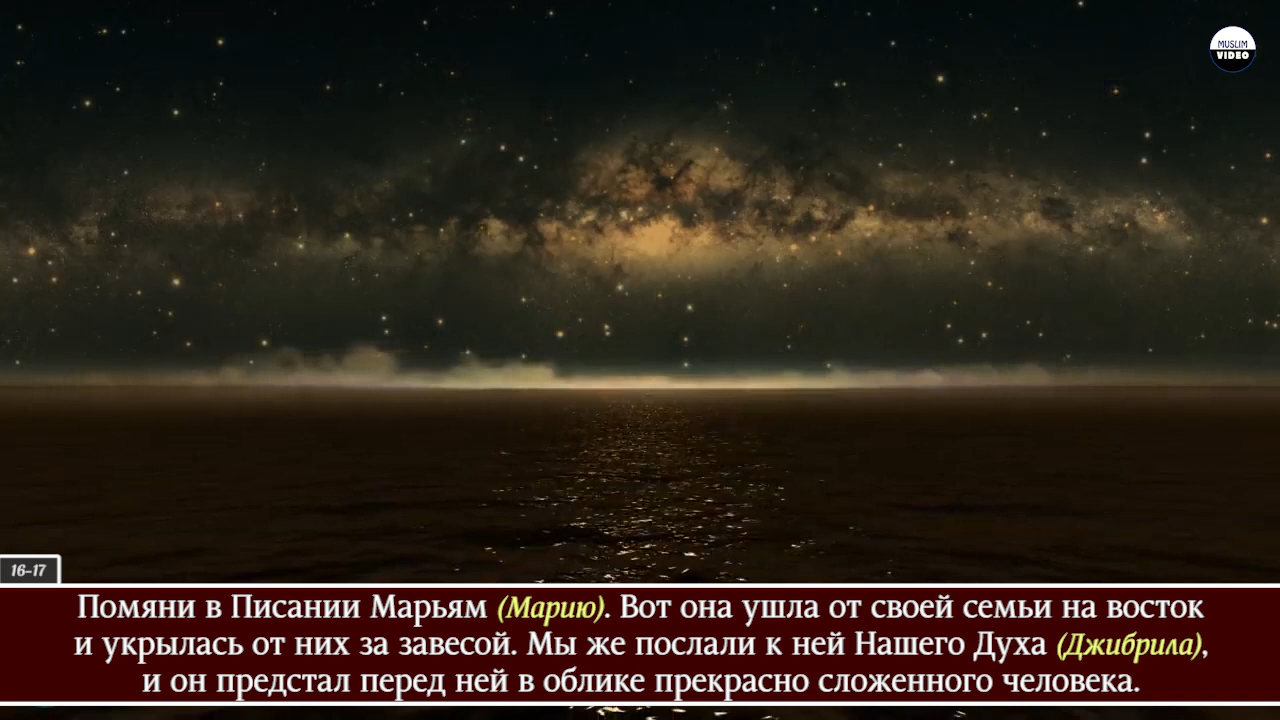 MUSLIM
VIDEO
16-17
Помяни в Писании Марьям (Марию). Вот она ушла от своей семьи на восток
и укрылась от них за завесой. Мы же послали к ней Нашего Духа (Джибрила),
и он предстал перед ней в облике прекрасно сложенного человека.